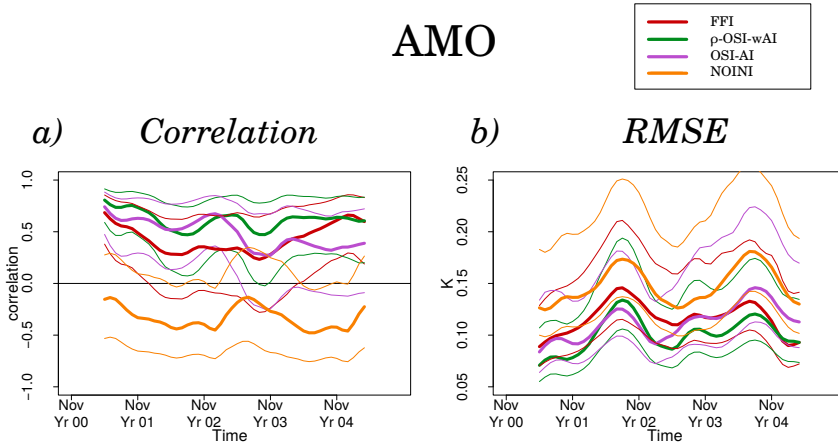 AMO
FFI
ρ-OSI-wAI
OSI-AI
NOINI
a) Correlation
correlation
1.0
0.5
0.0
−0.5
−1.0
Nov Nov Nov Nov Nov
Yr 00 Yr 01 Yr 02 Yr 03 Yr 04
Time
b) RMSE
K
0.25
0.20
0.15
0.10
0.05
Nov Nov Nov Nov Nov
Yr 00 Yr 01 Yr 02 Yr 03 Yr 04
Time